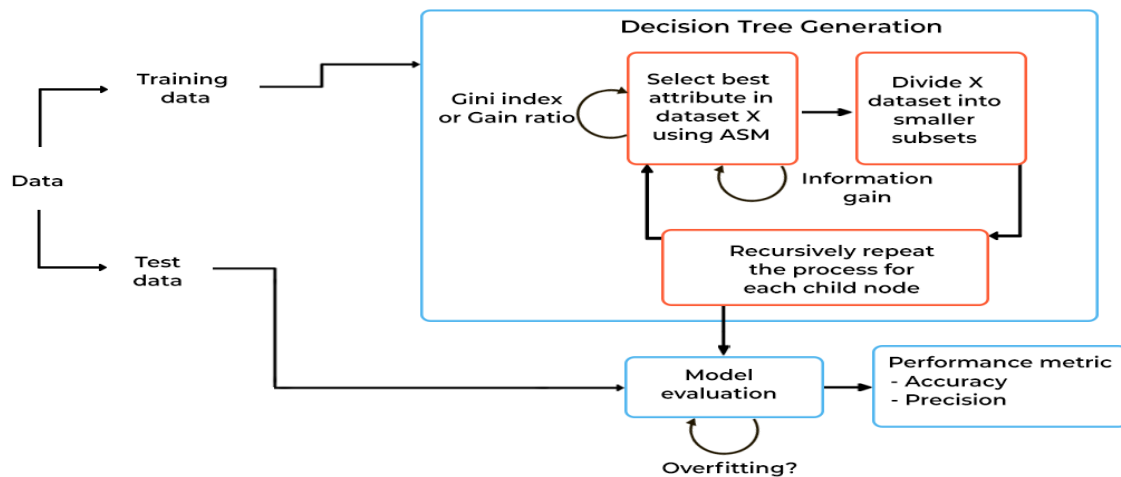 Decision Tree Generation
Training
data
Gini index
or Gain ratio
Select best
attribute in
dataset X
using ASM
Divide X
dataset into
smaller
subsets
Information
gain
Data
Recursively repeat
the process for
each child node
Test
data
Model
evaluation
Performance metric
- Accuracy
- Precision
Overfitting?